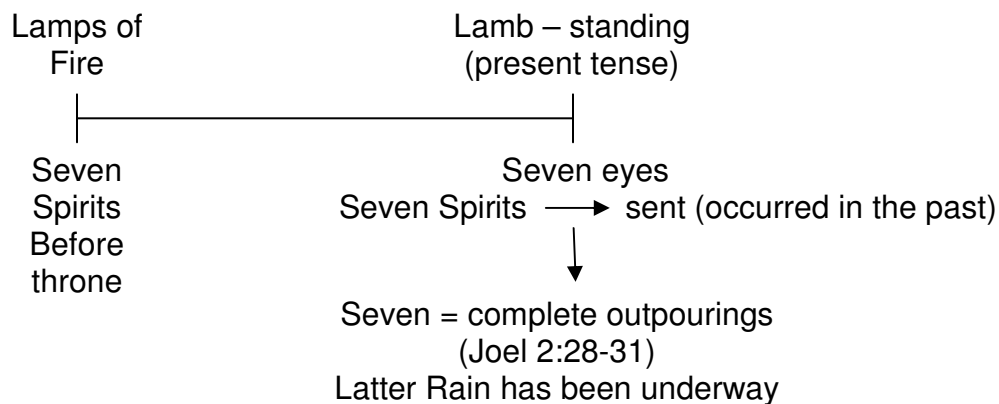 Lamps of
Fire
Lamb – standing
(present tense)
Seven
Spirits
Before
throne
Seven eyes
Seven Spirits sent (occurred in the past)
Seven = complete outpourings
(Joel 2:28-31)
Latter Rain has been underway